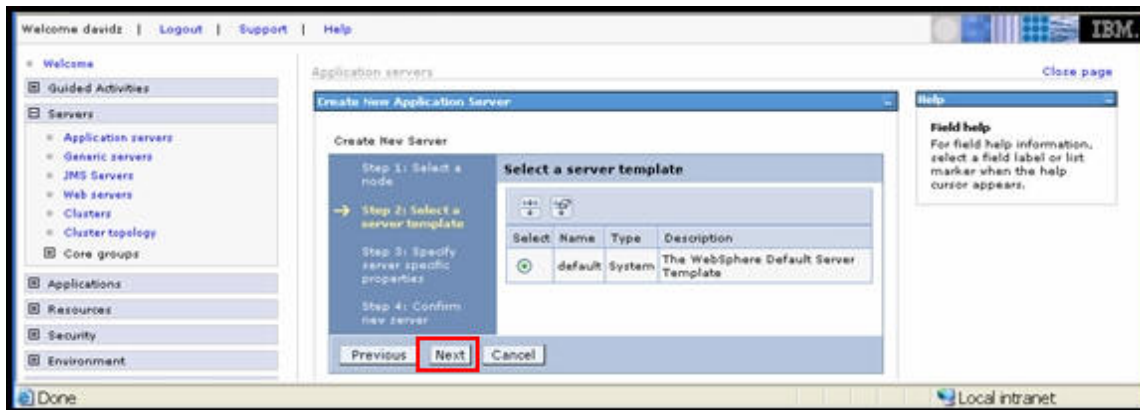 Welcome davidz | Logout | Support | Help
IBM.
Welcome
Guided Activities
Servers
Application servers
Generic servers
JMS Servers
Web servers
Clusters
Cluster topology
Core groups
Applications
Resources
Security
Environment
Application servers
Close page
Create New Application Server
Create New Server
Step 1: Select a
node
Step 2: Select a
server template
Step 3: Specify
server specific
properties
Step 4: Confirm
new server
Select a server template
Select Name Type Description
default System The WebSphere Default Server
Template
Previous Next Cancel
Help
Field help
For field help information,
select a field label or list
marker when the help
cursor appears.
Done
Local intranet